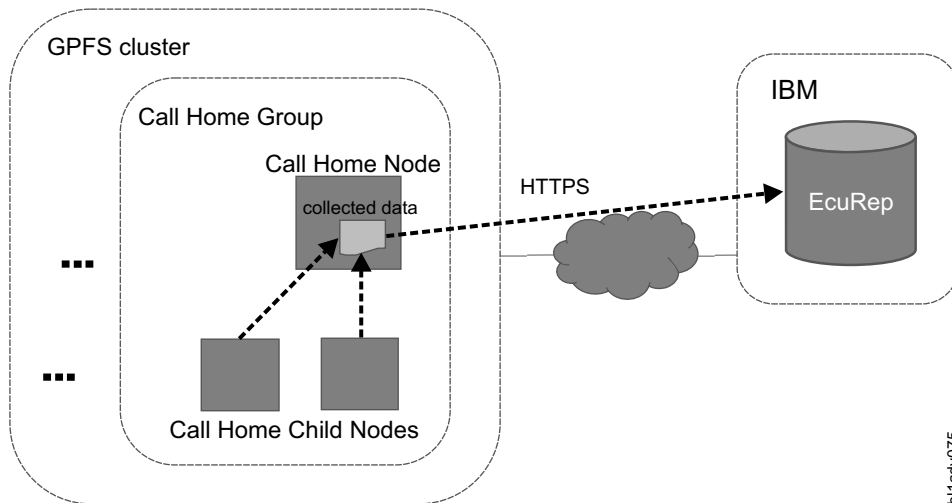 GPFS cluster
Call Home Group
Call Home Node
collected data
Call Home Child Nodes
HTTPS
IBM
EcuRep